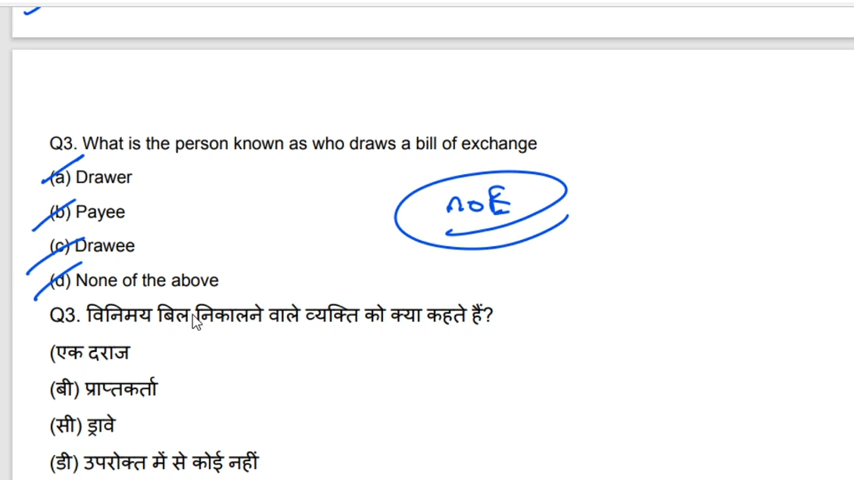 Q3. What is the person known as who draws a bill of exchange
(a) Drawer
(b) Payee
noE
(c) Drawee
(d) None of the above
Q3. विनिमय बिल निकालने वाले व्यक्ति को क्या कहते हैं?
(एक दराज
(बी) प्राप्तकर्ता
(सी) ड्रावे
(डी) उपरोक्त में से कोई नहीं